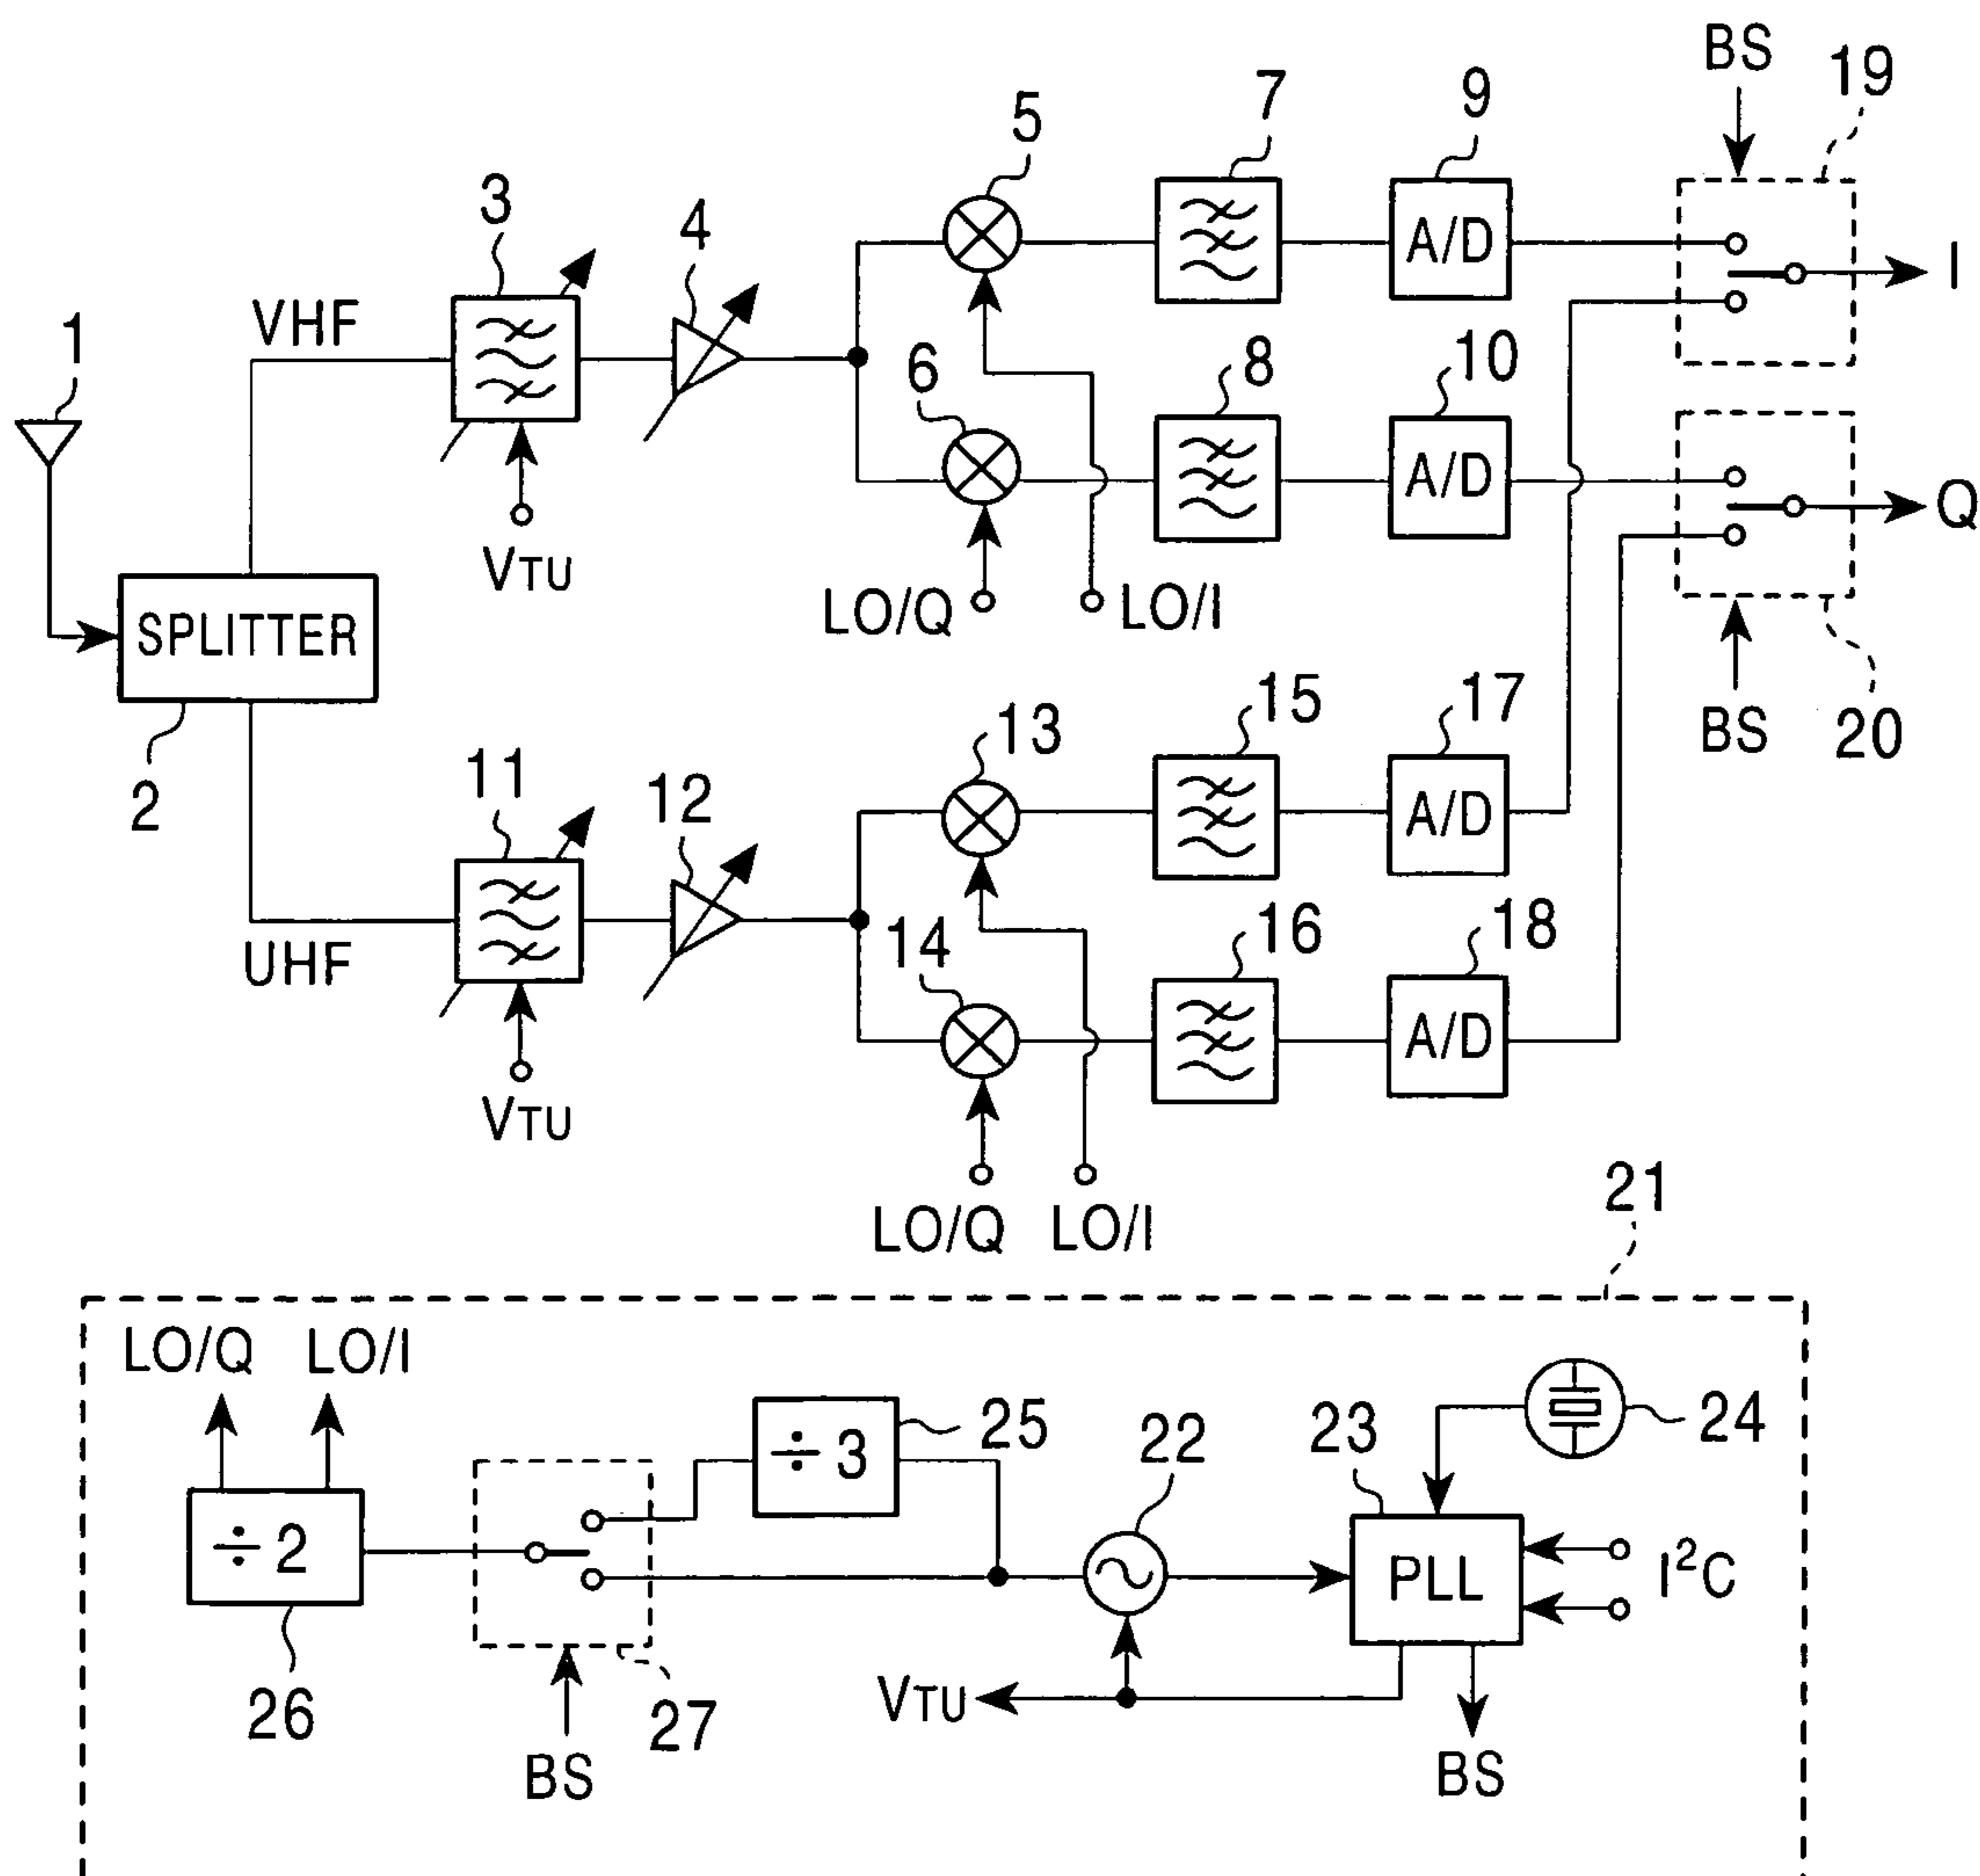 BS
19
7
9
5
3
4
A/D
I
VHF
1
6
8
10
A/D
Q
VTU
LO/Q
LO/I
SPLITTER
15
17
BS
20
13
2
11
12
A/D
16
18
14
UHF
A/D
VTU
LO/Q
LO/I
21
LO/Q
LO/I
25
÷3
22
23
24
÷2
PLL
I²C
26
27
VTU
BS
BS